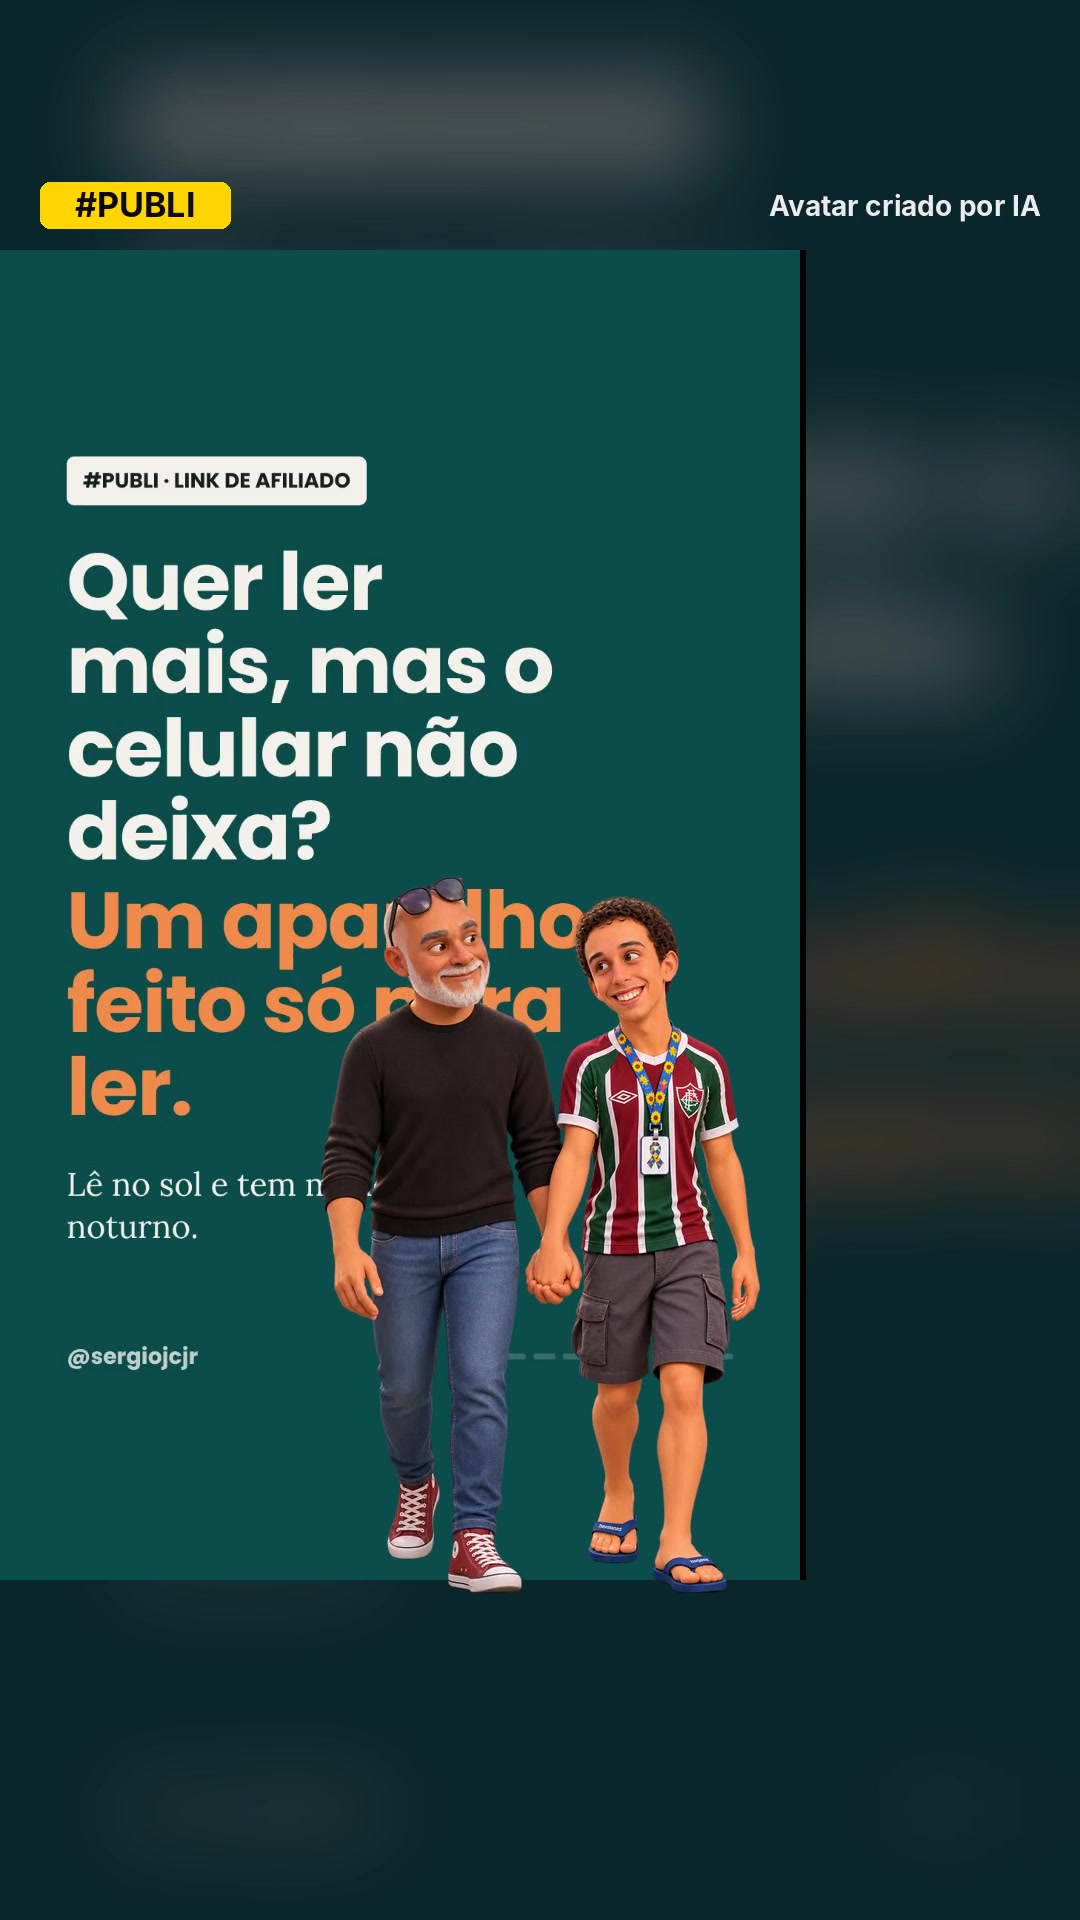 #PUBLI
Avatar criado por IA
#PUBLI · LINK DE AFILIADO
Quer ler
mais, mas o
celular não
deixa?
Um lho
feito só
ler.
Lê no sol e tem
noturno.
@sergiojcjr